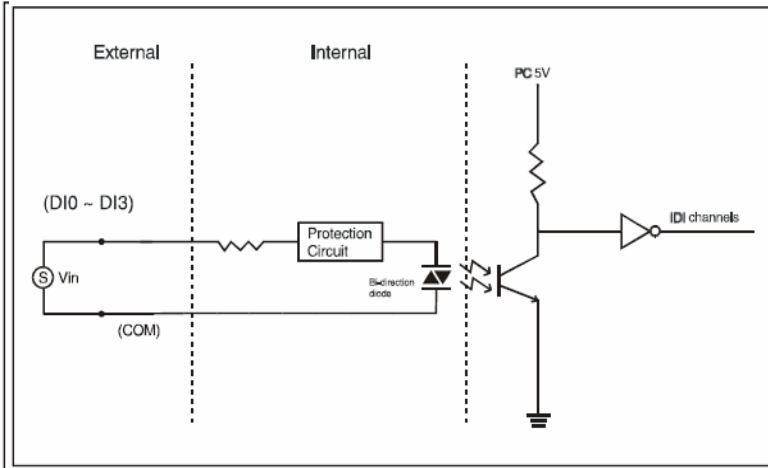 External
Internal
PC 5V
(DI0 ~ DI3)
IDI channels
Protection
Circuit
S
Vin
Bi-direction
diode
(COM)